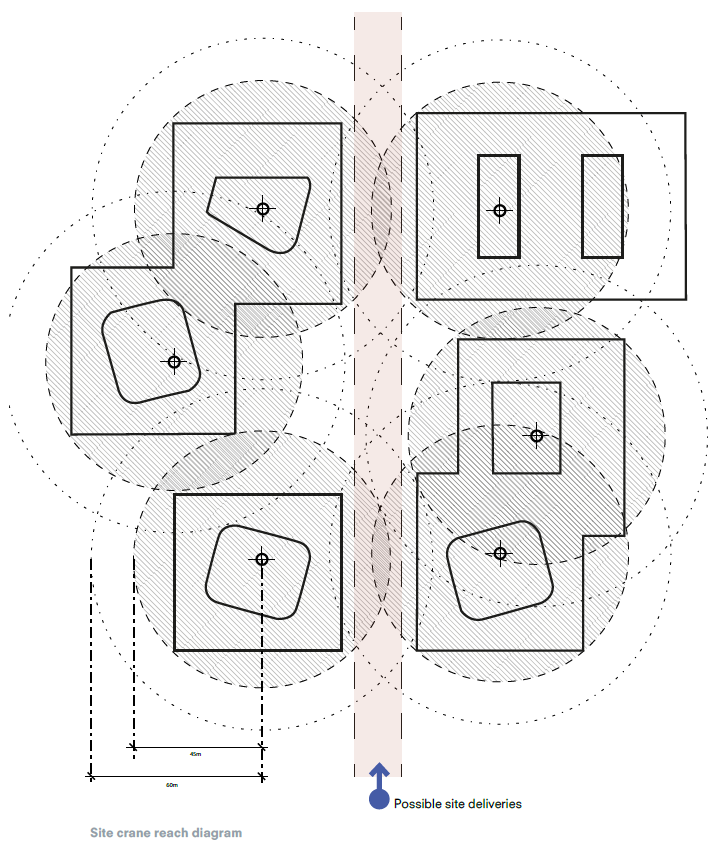 45m
60m
Possible site deliveries
Site crane reach diagram